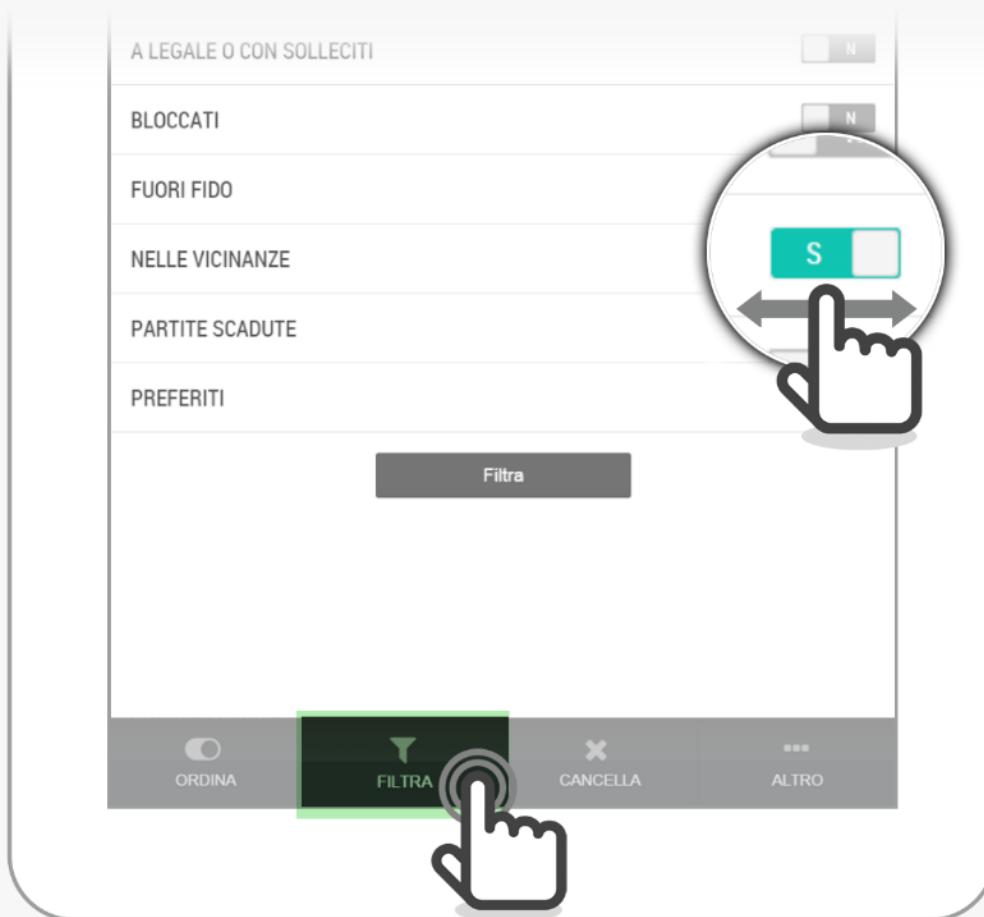 A LEGALE O CON SOLLECITI N
BLOCCATI N
FUORI FIDO
NELLE VICINANZE S
PARTITE SCADUTE
PREFERITI
Filtra
ORDINA FILTRA CANCELLA ALTRO